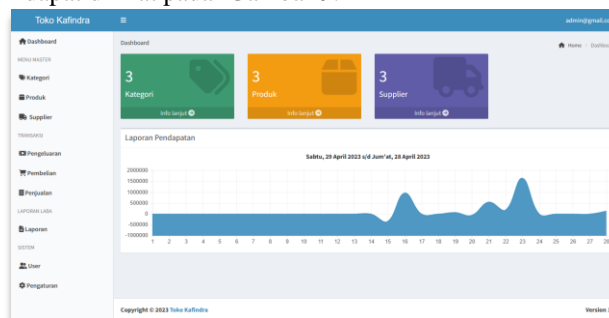 Toko Kafindra
admin@gmail.co
Dashboard
MENU MASTER
Kategori
Produk
Supplier
TRANSAKSI
Pengeluaran
Pembelian
Penjualan
LAPORAN LABA
Laporan
SISTEM
User
Pengaturan
Dashboard
Home
3
Kategori
Info lanjut
3
Produk
Info lanjut
3
Supplier
Info lanjut
Laporan Pendapatan
Sabtu, 29 April 2023 s/d Jum'at, 28 April 2023
2000000
1500000
1000000
500000
0
-500000
-1000000
1 2 3 4 5 6 7 8 9 10 11 12 13 14 15 16 17 18 19 20 21 22 23 24 25 26 27 28
Copyright © 2023 Toko Kafindra
Version